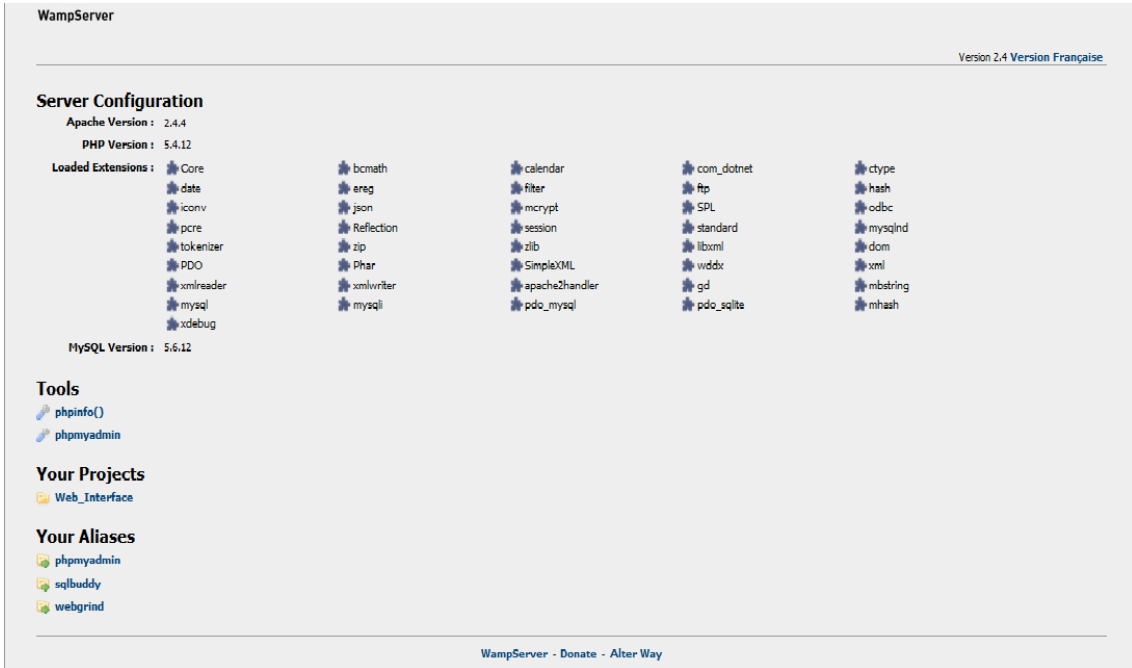 WampServer
Version 2.4 Version Française
Server Configuration
Apache Version : 2.4.4
PHP Version : 5.4.12
Loaded Extensions : Core bcmath calendar com_dotnet ctype
date ereg filter ftp hash
iconv json mcrypt SPL odbc
pcre Reflection session standard mysqlnd
tokenizer zip zlib libxml dom
PDO Phar SimpleXML wddx xml
xmlreader xmlwriter apache2handler gd mbstring
mysql mysqli pdo_mysql pdo_sqlite mhash
xdebug
MySQL Version : 5.6.12
Tools
phpinfo()
phpmyadmin
Your Projects
Web_Interface
Your Aliases
phpmyadmin
sqlbuddy
webgrind
WampServer - Donate - Alter Way